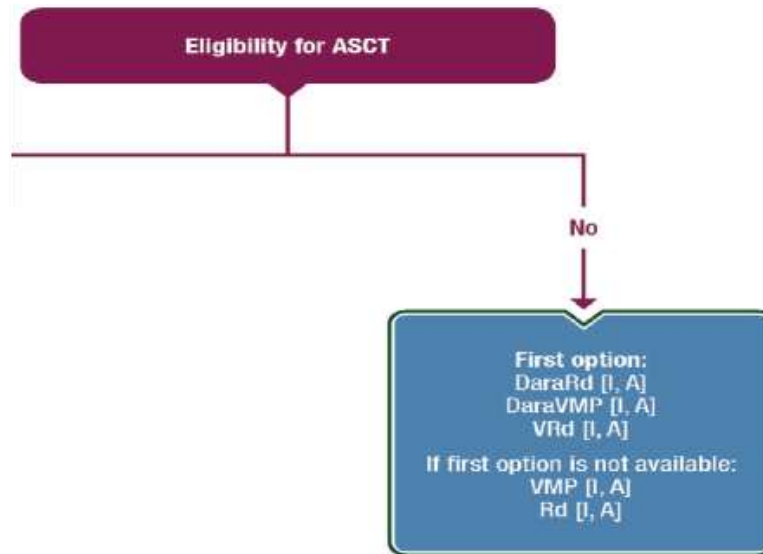 Eligibility for ASCT
No
First option:
DaraRd [I, A]
DaraVMP [I, A]
VRd [I, A]
If first option is not available:
VMP [I, A]
Rd [I, A]